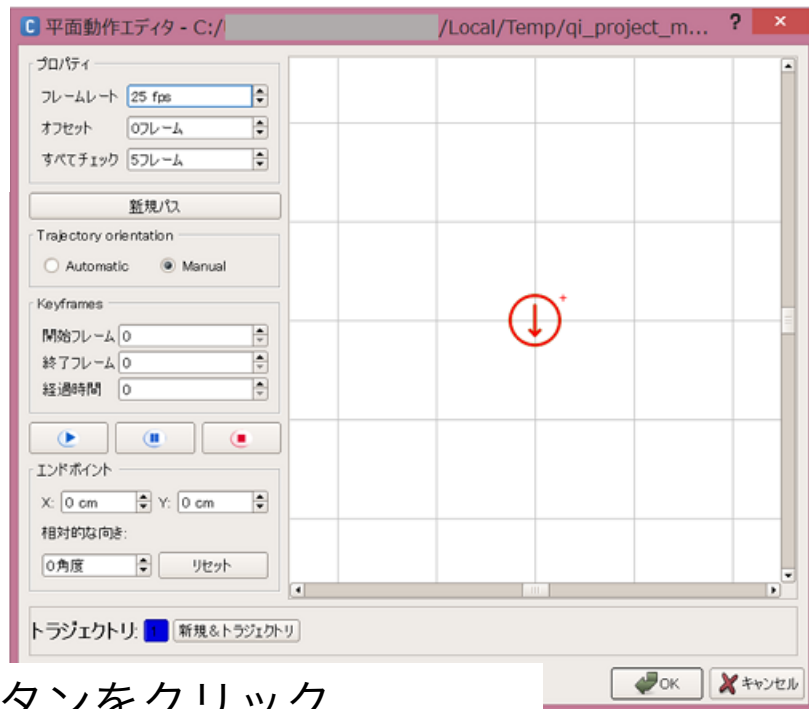 平面動作エディタ - C:/ /Local/Temp/qi_project_m... ?
プロパティ
フレームレート 25 fps
オフセット 0フレーム
すべてチェック 5フレーム
新規パス
Trajectory orientation
Automatic Manual
Keyframes
開始フレーム 0
終了フレーム 0
経過時間 0
エンドポイント
X: 0 cm Y: 0 cm
相対的な向き:
0角度 リセット
トラジェクトリ: 新規&トラジェクトリ
OK キャンセル
タンをクリック